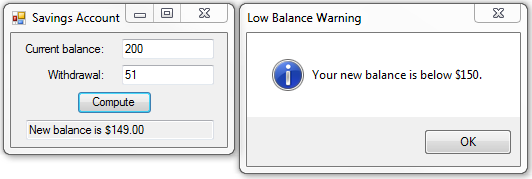 Savings Account
Current balance: 200
Withdrawal: 51
Compute
New balance is $149.00
Low Balance Warning
Your new balance is below $150.
OK